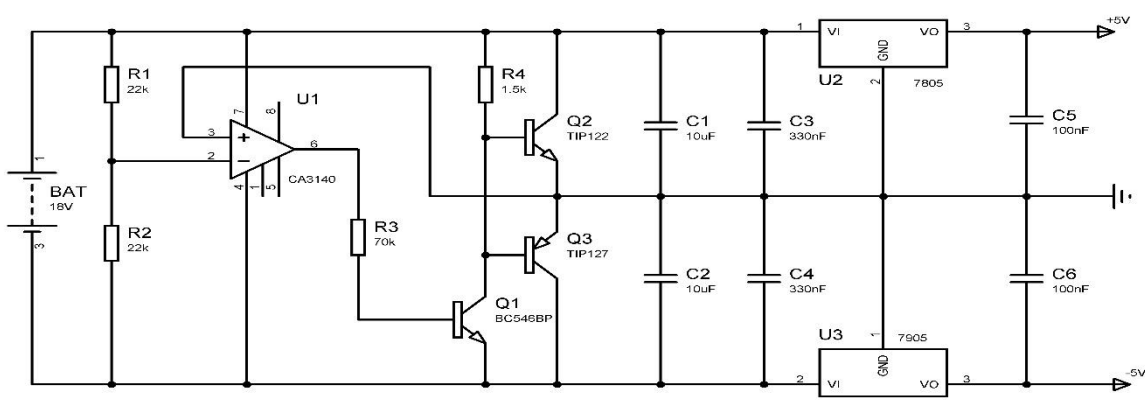 +5V
1 VI VO 3
GND
U2 2 7805
R1
22k
R4
1.5k
U1
7 8
3 +
2 − 6
4 1 5
CA3140
Q2
TIP122
C1
10uF
C3
330nF
C5
100nF
1
BAT
18V
3
R2
22k
R3
70k
Q3
TIP127
C2
10uF
C4
330nF
C6
100nF
Q1
BC546BP
U3 1 7905
GND
2 VI VO 3
-5V